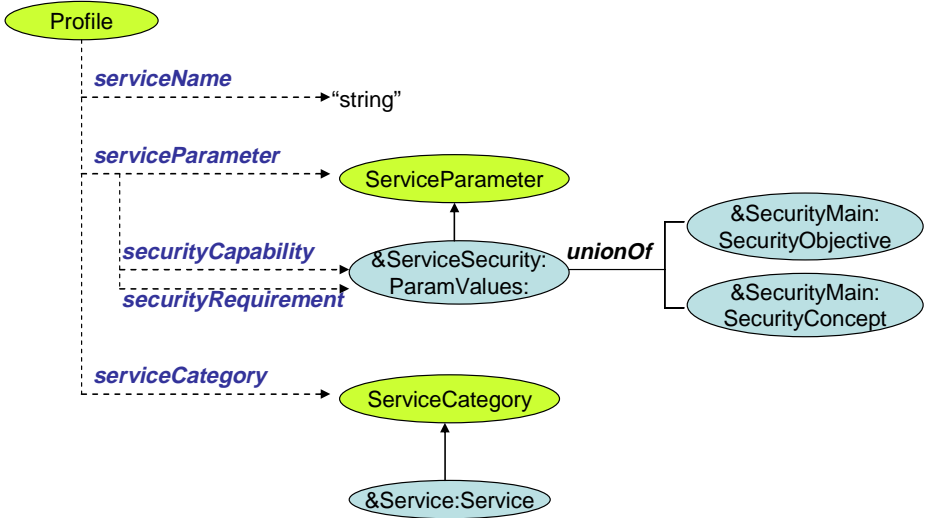 Profile
serviceName
“string”
serviceParameter
ServiceParameter
securityCapability
securityRequirement
&ServiceSecurity:
ParamValues:
unionOf
&SecurityMain:
SecurityObjective
&SecurityMain:
SecurityConcept
serviceCategory
ServiceCategory
&Service:Service